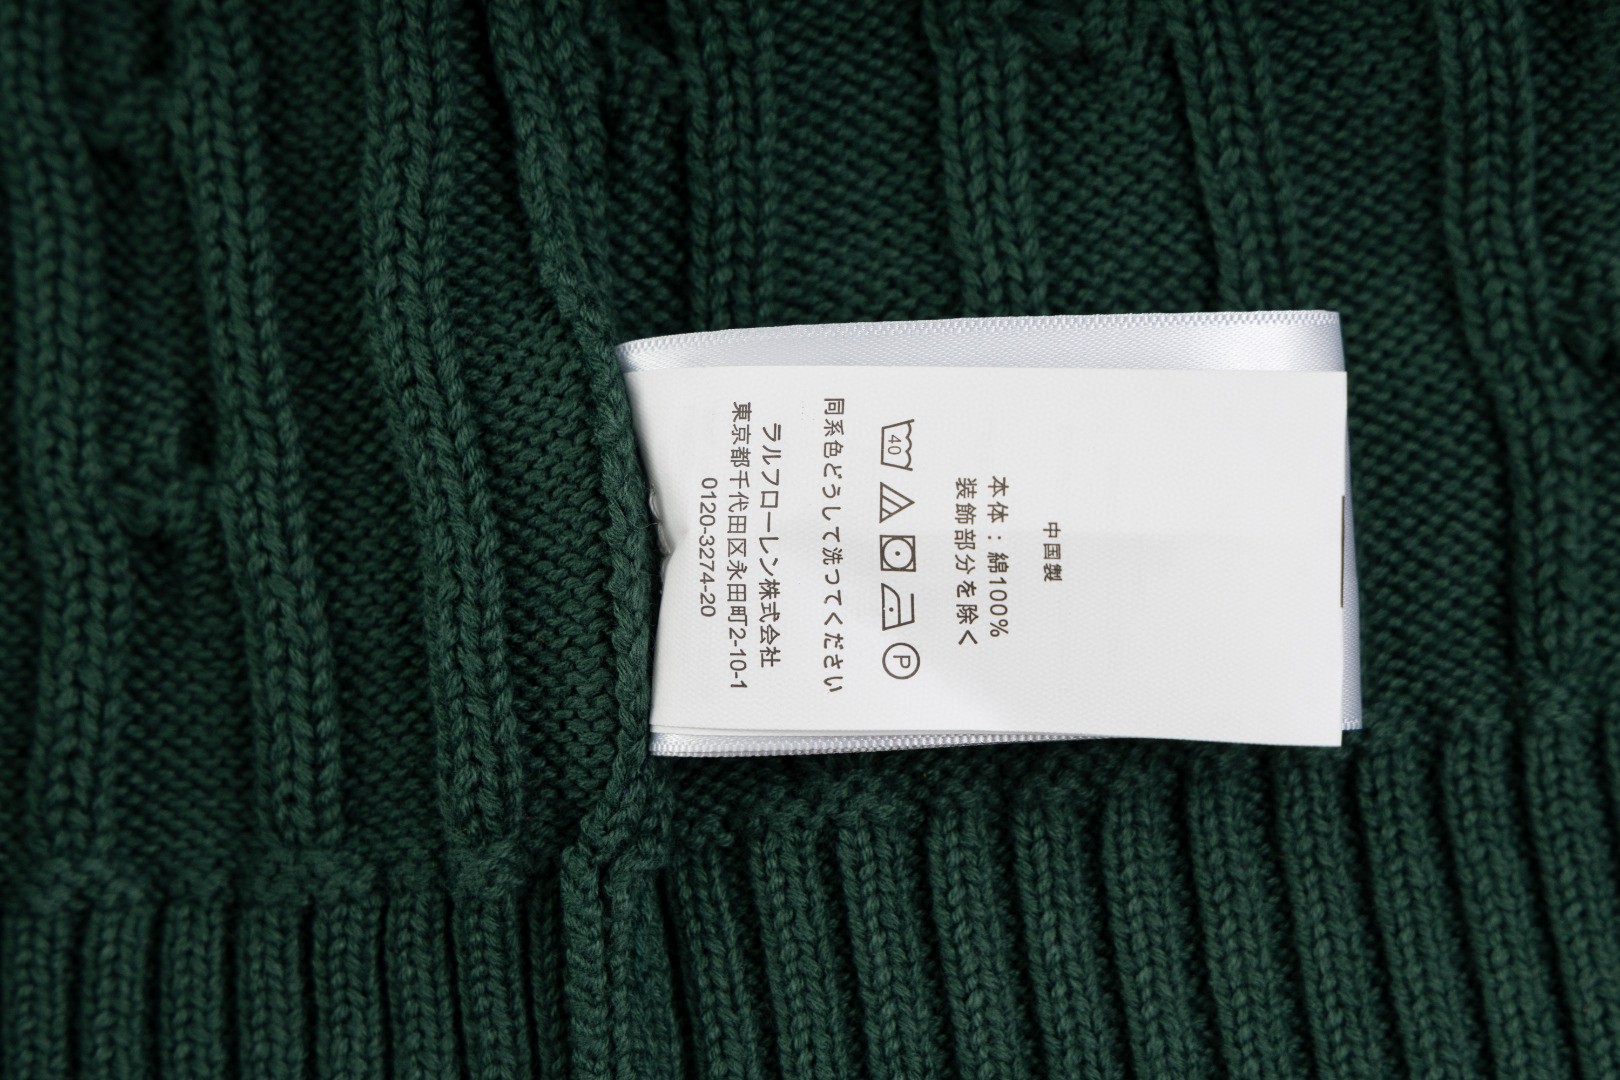 中国製
本体：綿100%
装飾部分を除く
40
P
同系色どうしで洗ってください
ラルフローレン株式会社
東京都千代田区永田町2-10-1
0120-3274-20